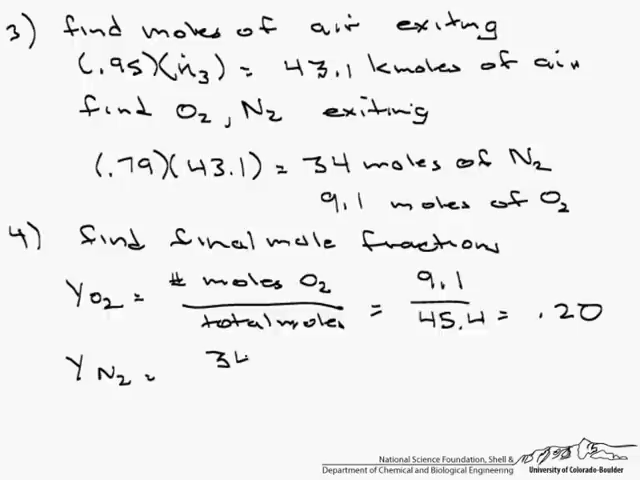 3) find moles of air exiting
(.95)(ṅ₃) = 43.1 kmoles of air
find O₂, N₂ exiting
(.79)(43.1) = 34 moles of N₂
9.1 moles of O₂
4) find final mole fractions
Y O₂ = # moles O₂ / total moles = 9.1 / 45.4 = .20
Y N₂ = 34
National Science Foundation, Shell &
Department of Chemical and Biological Engineering
University of Colorado-Boulder